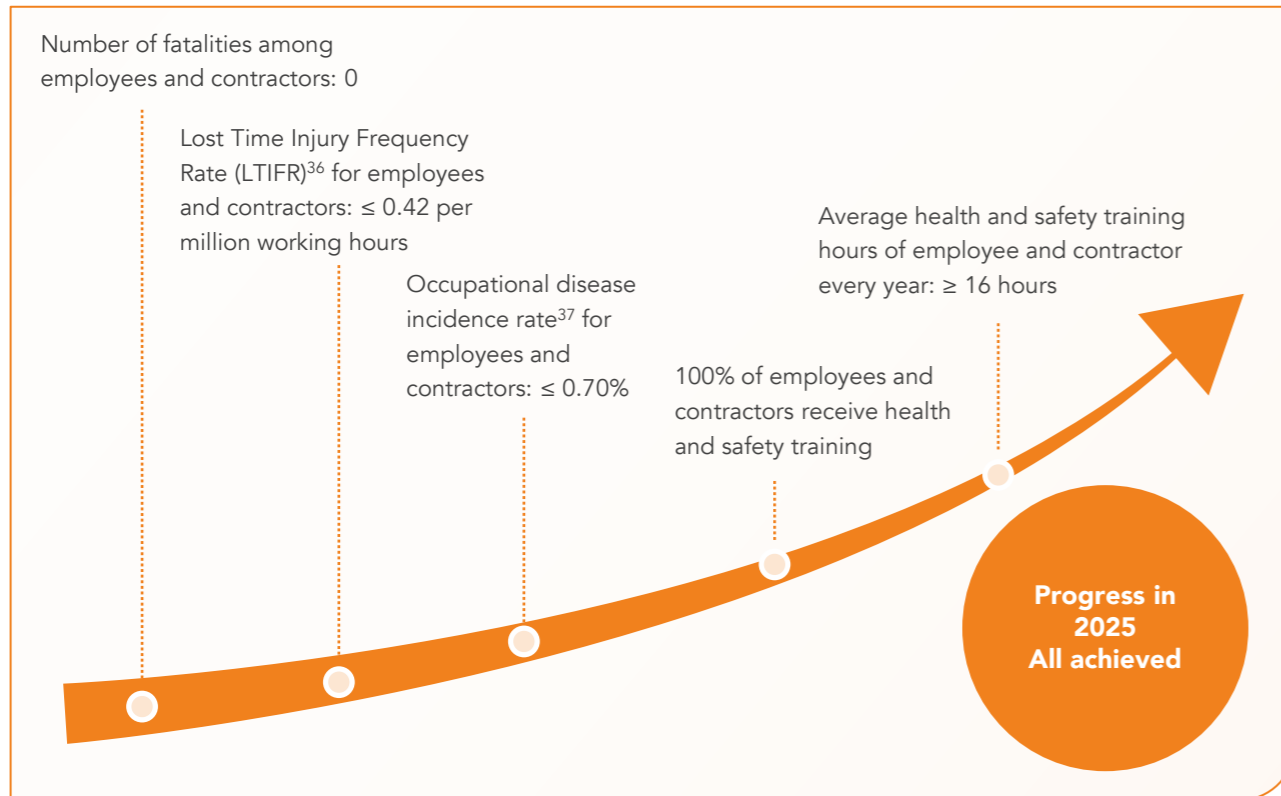 Number of fatalities among
employees and contractors: 0
Lost Time Injury Frequency
Rate (LTIFR)36 for employees
and contractors: ≤ 0.42 per
million working hours
Occupational disease
incidence rate37 for
employees and
contractors: ≤ 0.70%
100% of employees and
contractors receive health
and safety training
Average health and safety training
hours of employee and contractor
every year: ≥ 16 hours
Progress in
2025
All achieved